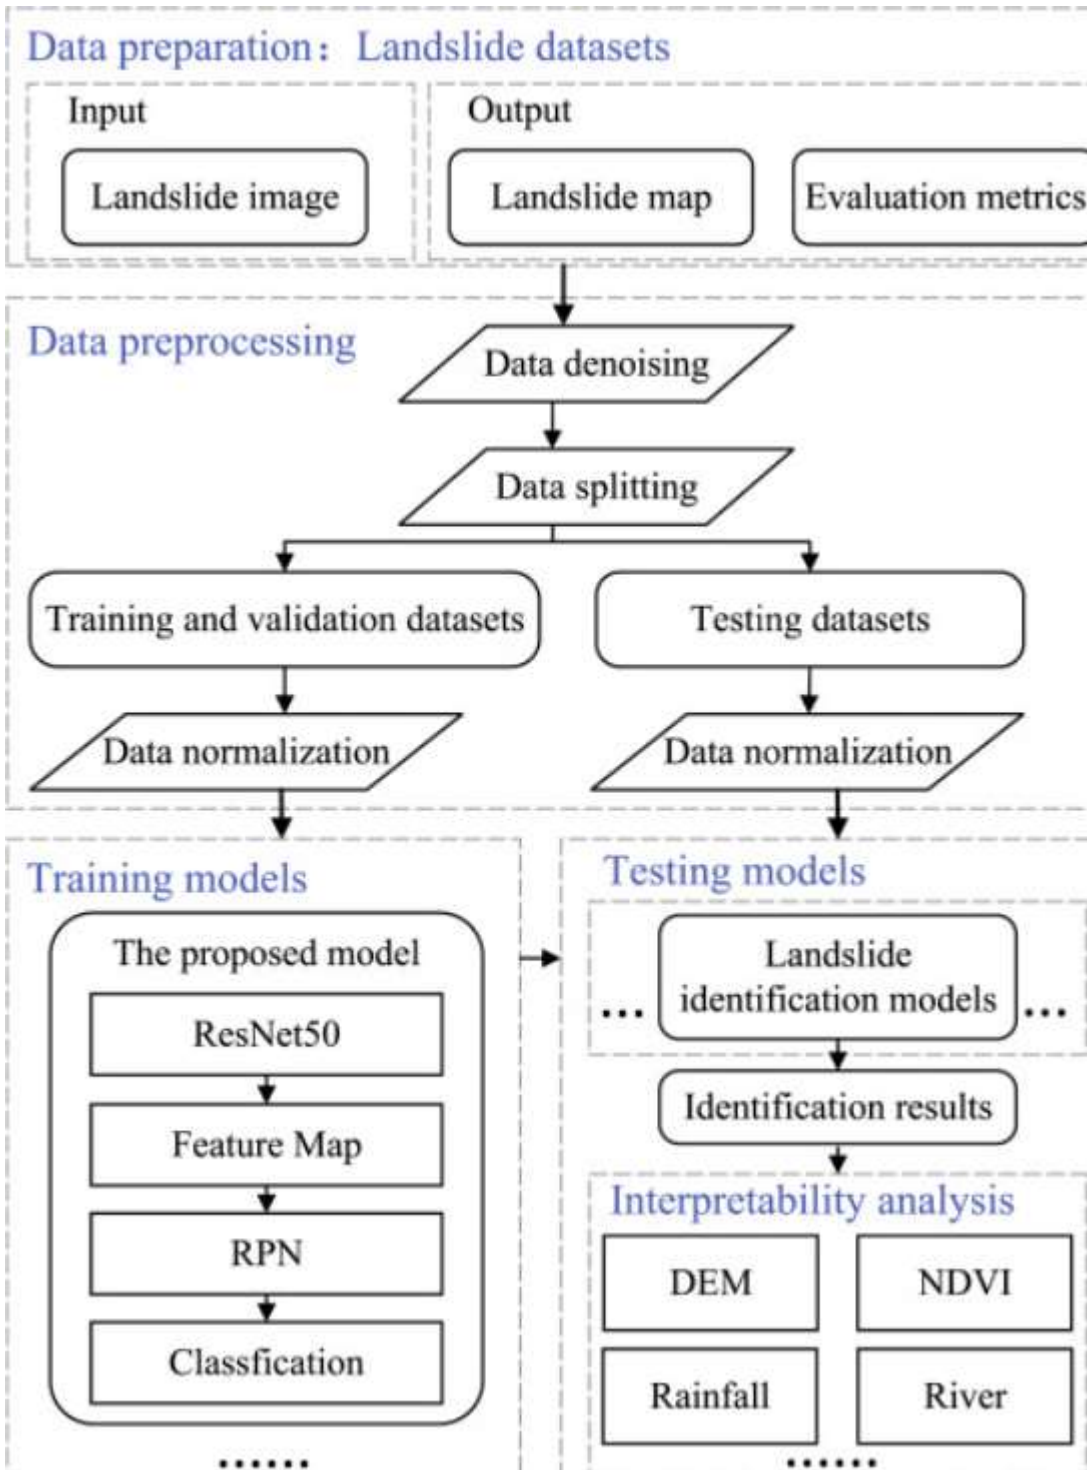 Data preparation：Landslide datasets
Input
Output
Landslide image
Landslide map
Evaluation metrics
Data preprocessing
Data denoising
Data splitting
Training and validation datasets
Testing datasets
Data normalization
Data normalization
Training models
The proposed model
ResNet50
Feature Map
RPN
Classfication
......
Testing models
...
Landslide
identification models
...
Identification results
Interpretability analysis
DEM
NDVI
Rainfall
River
......